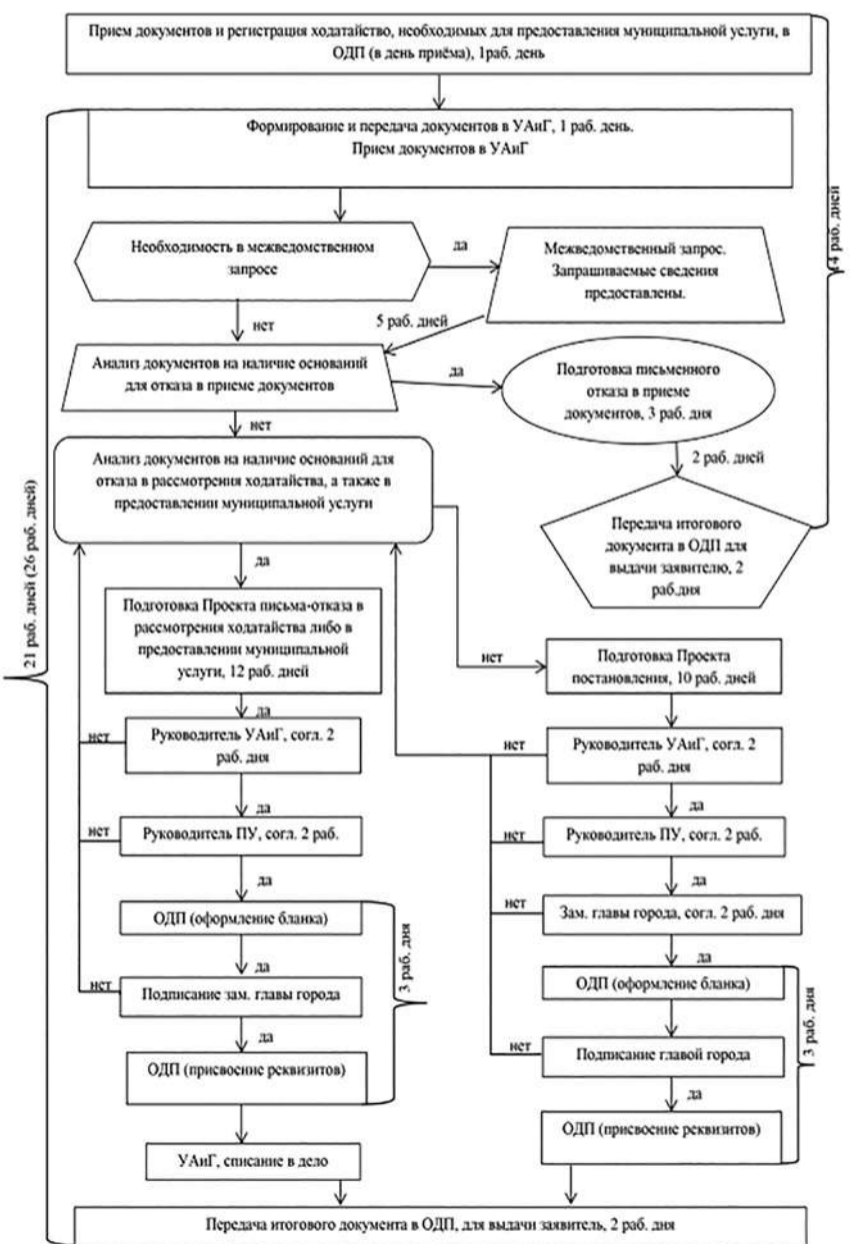 Прием документов и регистрация ходатайство, необходимых для предоставления муниципальной услуги, в
ОДП (в день приёма), 1раб. день
Формирование и передача документов в УАиГ, 1 раб. день.
Прием документов в УАиГ
14 раб. дней
Необходимость в межведомственном
запросе
да
Межведомственный запрос.
Запрашиваемые сведения
предоставлены.
нет
5 раб. дней
Анализ документов на наличие оснований
для отказа в приеме документов
да
Подготовка письменного
отказа в приеме
документов, 3 раб. дня
нет
2 раб. дней
Анализ документов на наличие оснований для
отказа в рассмотрения ходатайства, а также в
предоставлении муниципальной услуги
Передача итогового
документа в ОДП для
выдачи заявителю, 2
раб.дня
21 раб. дней (26 раб. дней)
да
Подготовка Проекта письма-отказа в
рассмотрения ходатайства либо в
предоставлении муниципальной
услуги, 12 раб. дней
нет
Подготовка Проекта
постановления, 10 раб. дней
да
нет
Руководитель УАиГ, согл. 2
раб. дня
нет
Руководитель УАиГ, согл. 2
раб. дня
да
да
нет
Руководитель ПУ, согл. 2 раб.
нет
Руководитель ПУ, согл. 2 раб.
да
да
ОДП (оформление бланка)
нет
Зам. главы города, согл. 2 раб. дня
3 раб. дня
да
да
ОДП (оформление бланка)
нет
Подписание зам. главы города
3 раб. дня
да
нет
Подписание главой города
ОДП (присвоение реквизитов)
да
ОДП (присвоение реквизитов)
УАиГ, списание в дело
Передача итогового документа в ОДП, для выдачи заявитель, 2 раб. дня